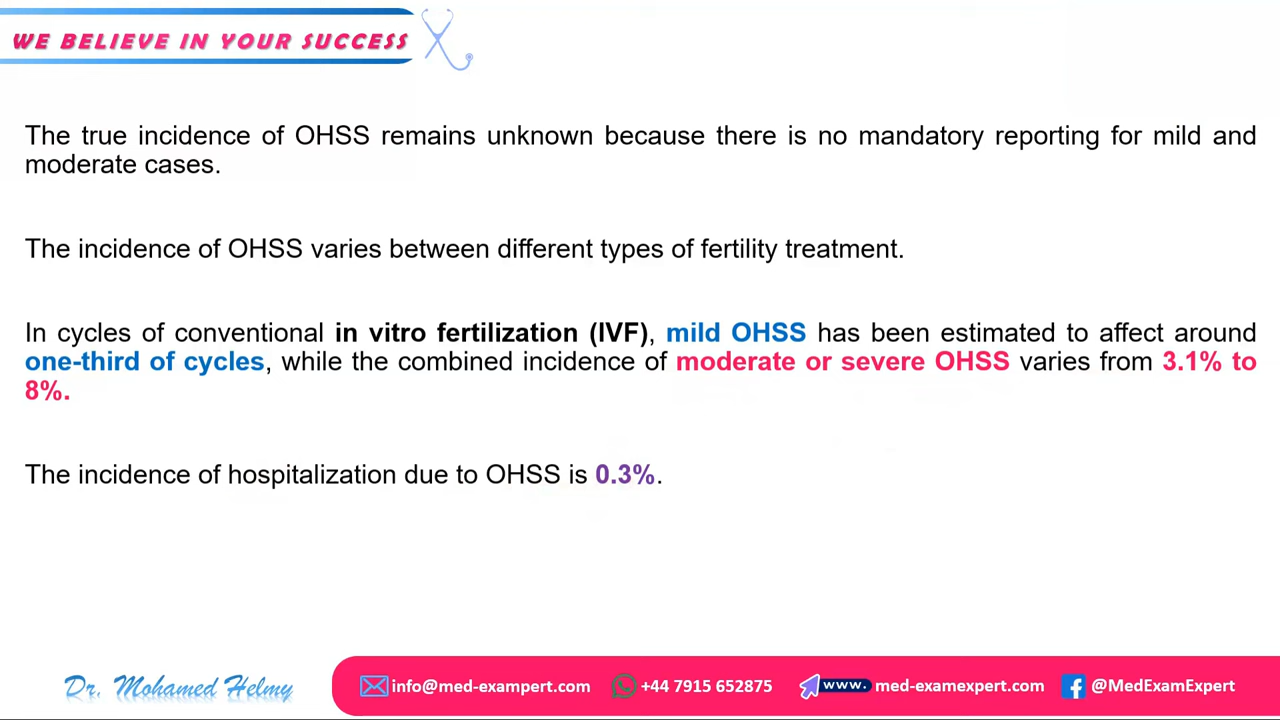 WE BELIEVE IN YOUR SUCCESS
The true incidence of OHSS remains unknown because there is no mandatory reporting for mild and
moderate cases.
The incidence of OHSS varies between different types of fertility treatment.
In cycles of conventional in vitro fertilization (IVF), mild OHSS has been estimated to affect around
one-third of cycles, while the combined incidence of moderate or severe OHSS varies from 3.1% to
8%.
The incidence of hospitalization due to OHSS is 0.3%.
Dr. Mohamed Helmy info@med-exampert.com +44 7915 652875 www. med-examexpert.com @MedExamExpert